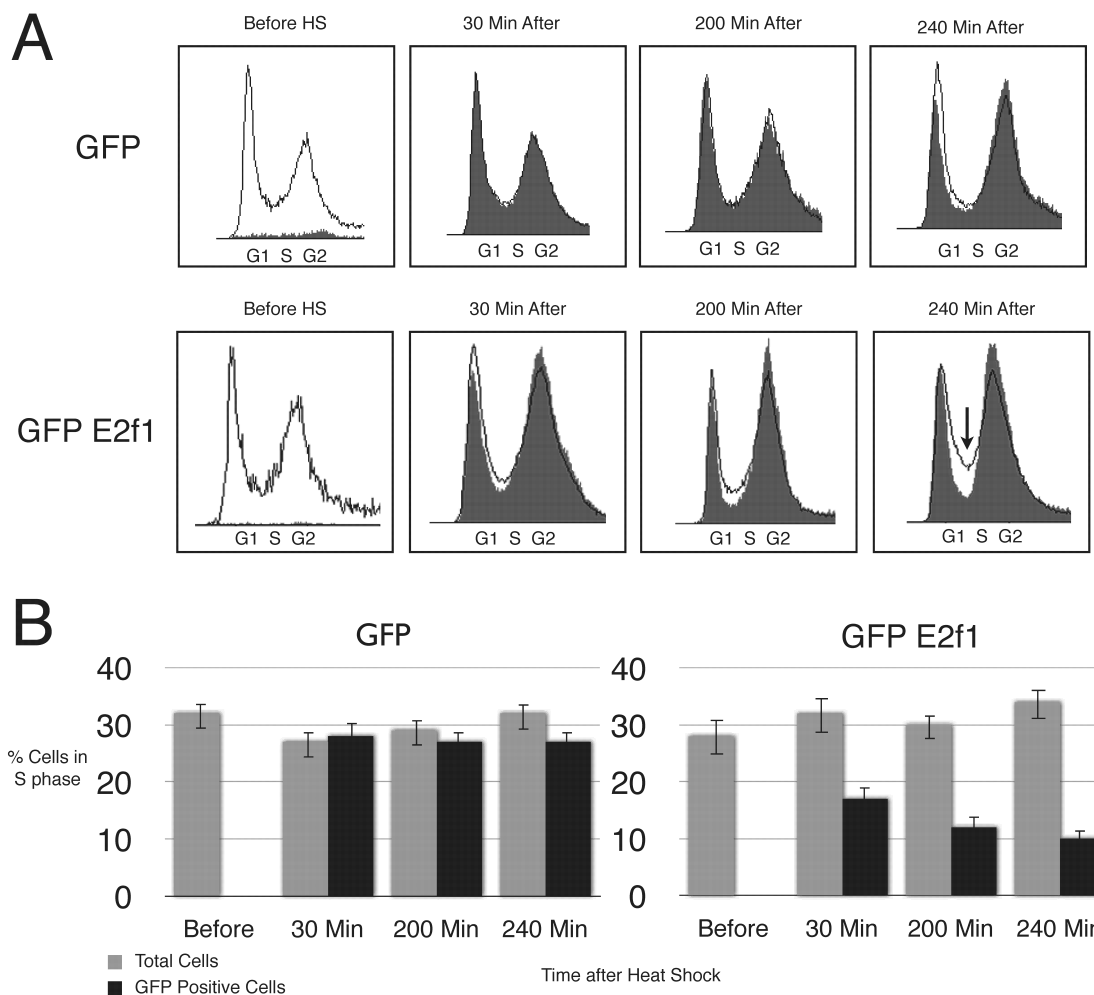 A
Before HS
30 Min After
200 Min After
240 Min After
GFP
G1 S G2
G1 S G2
G1 S G2
G1 S G2
Before HS
30 Min After
200 Min After
240 Min After
GFP E2f1
G1 S G2
G1 S G2
G1 S G2
G1 S G2
B
GFP
GFP E2f1
% Cells in
S phase
40
30
20
10
0
40
30
20
10
0
Before
30 Min
200 Min
240 Min
Before
30 Min
200 Min
240 Min
Total Cells
GFP Positive Cells
Time after Heat Shock